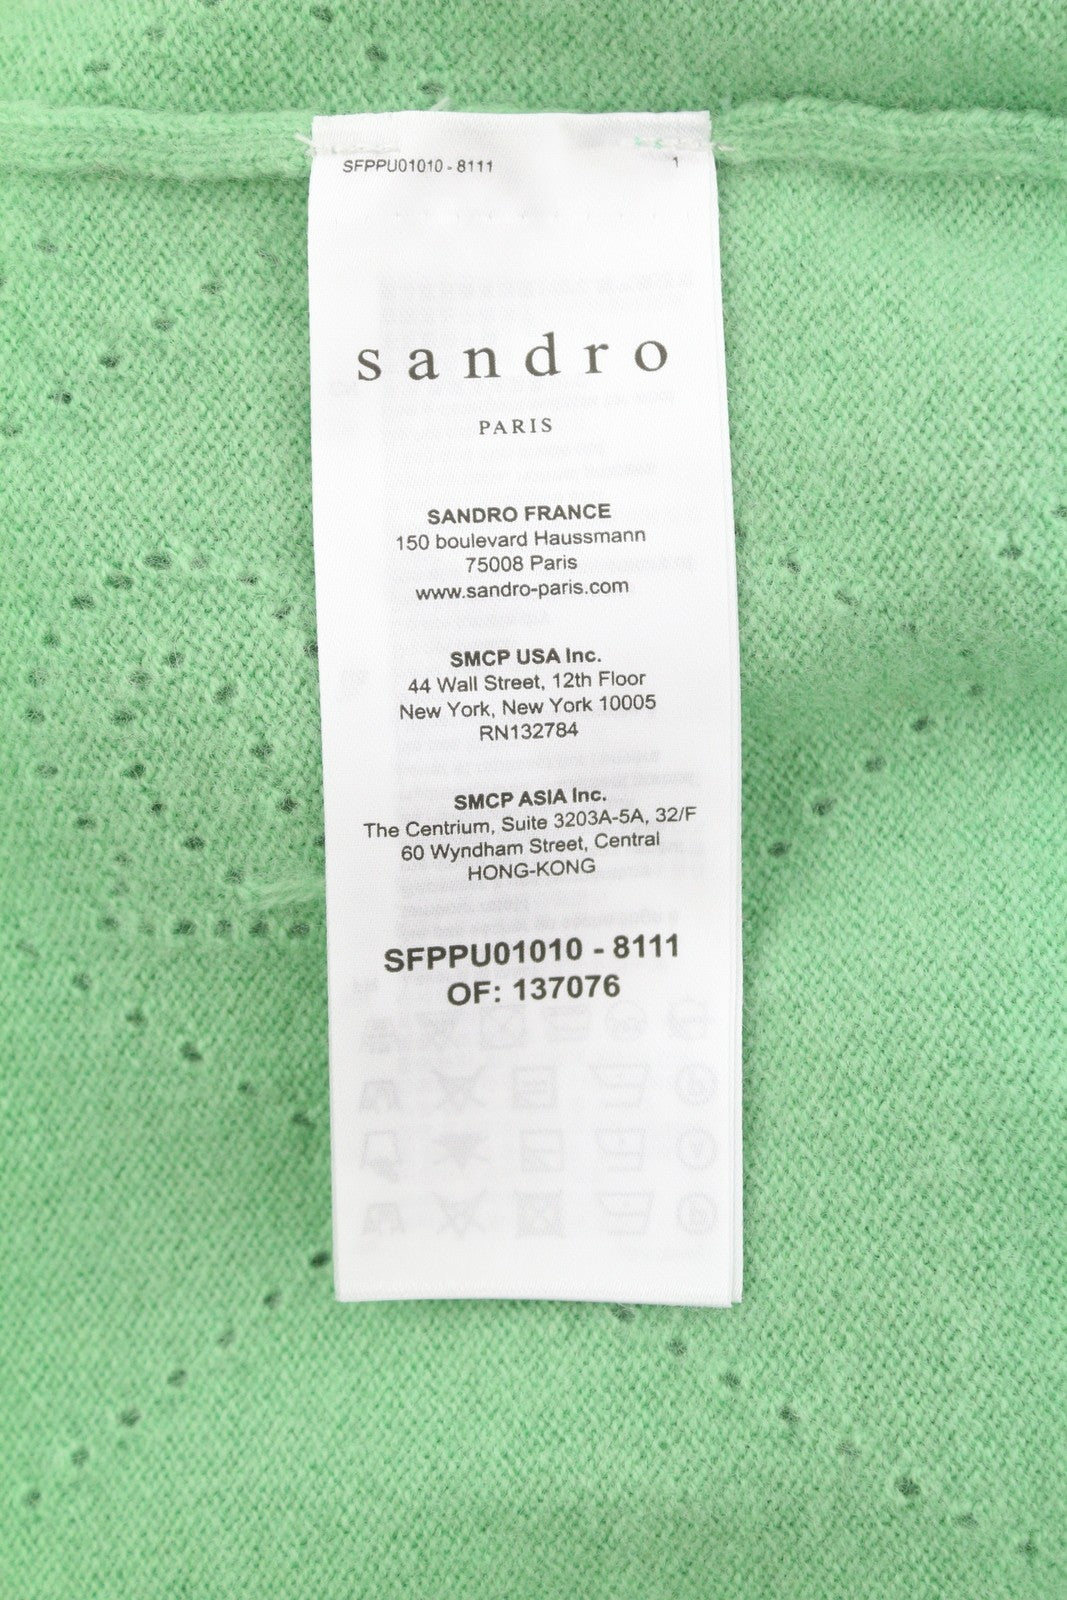 SFPPU01010 - 8111 1
sandro
PARIS
SANDRO FRANCE
150 boulevard Haussmann
75008 Paris
www.sandro-paris.com
SMCP USA Inc.
44 Wall Street, 12th Floor
New York, New York 10005
RN132784
SMCP ASIA Inc.
The Centrium, Suite 3203A-5A, 32/F
60 Wyndham Street, Central
HONG-KONG
SFPPU01010 - 8111
OF: 137076